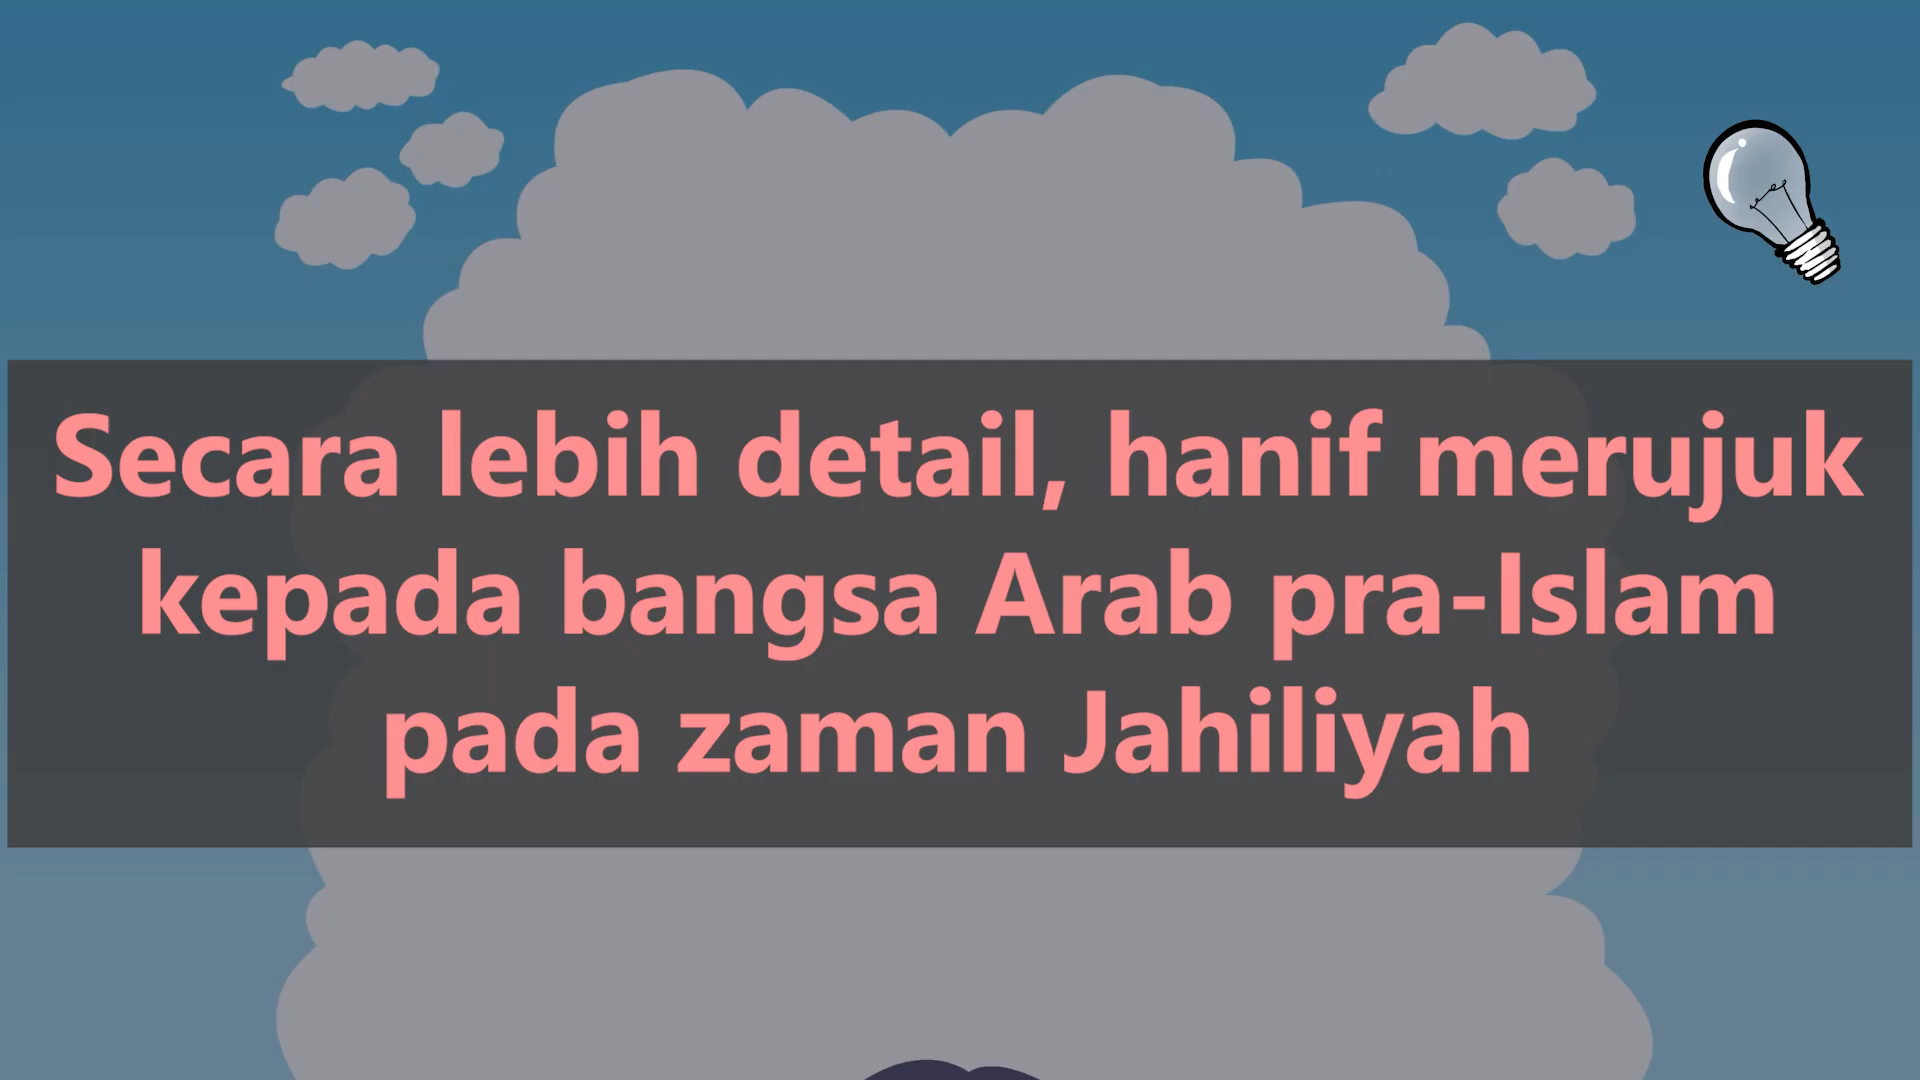 Secara lebih detail, hanif merujuk
kepada bangsa Arab pra-Islam
pada zaman Jahiliyah